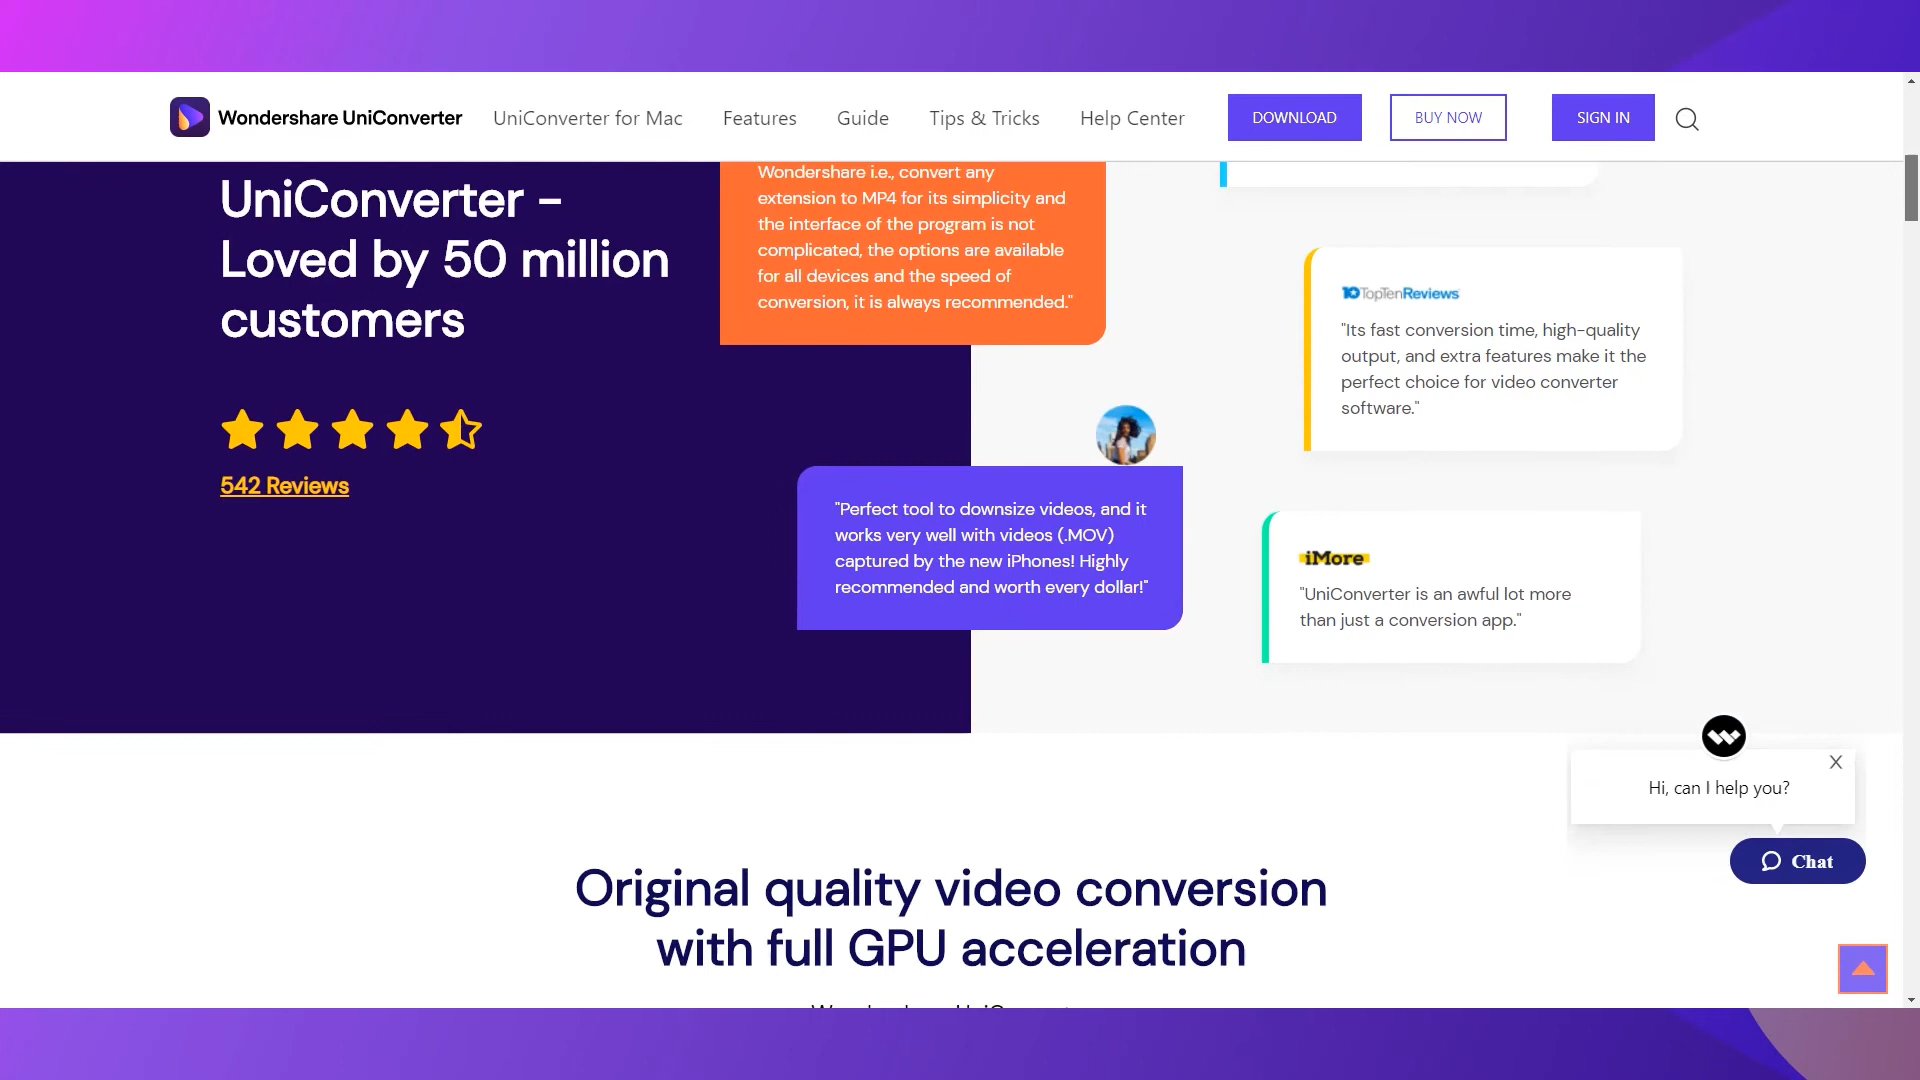 Wondershare UniConverter
UniConverter for Mac
Features
Guide
Tips & Tricks
Help Center
DOWNLOAD
BUY NOW
SIGN IN
UniConverter –
Loved by 50 million
customers
542 Reviews
Wondershare i.e., convert any
extension to MP4 for its simplicity and
the interface of the program is not
complicated, the options are available
for all devices and the speed of
conversion, it is always recommended."
"Perfect tool to downsize videos, and it
works very well with videos (.MOV)
captured by the new iPhones! Highly
recommended and worth every dollar!"
10TopTenReviews
"Its fast conversion time, high-quality
output, and extra features make it the
perfect choice for video converter
software."
iMore
"UniConverter is an awful lot more
than just a conversion app."
X
Hi, can I help you?
Chat
Original quality video conversion
with full GPU acceleration